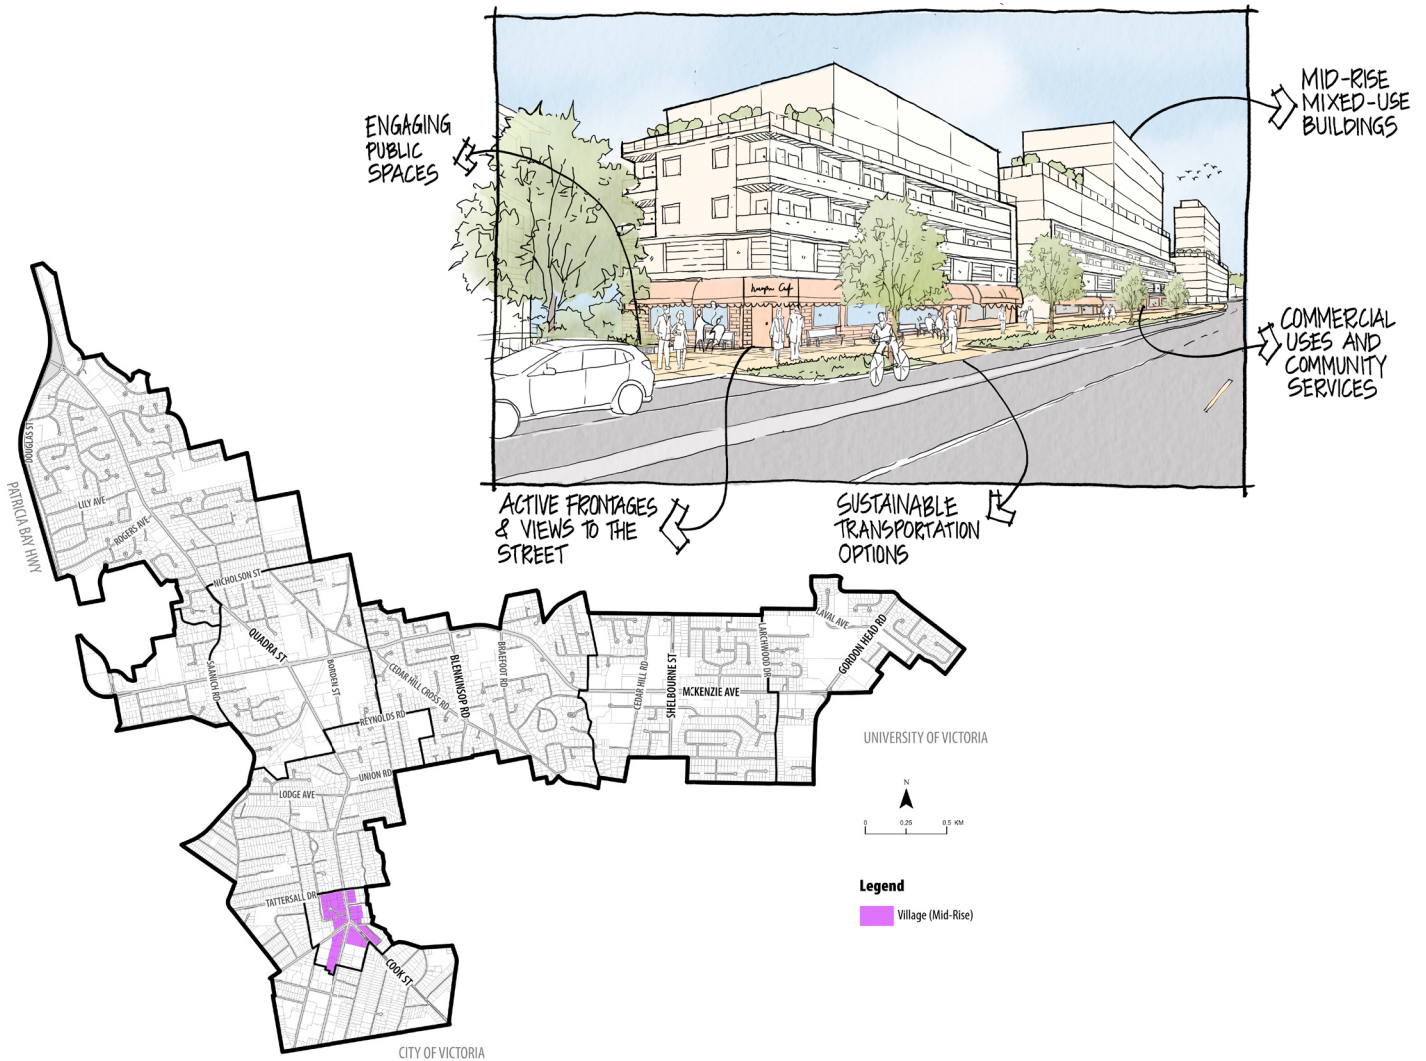 ENGAGING
PUBLIC
SPACES
MID-RISE
MIXED-USE
BUILDINGS
COMMERCIAL
USES AND
COMMUNITY
SERVICES
ACTIVE FRONTAGES
& VIEWS TO THE
STREET
SUSTAINABLE
TRANSPORTATION
OPTIONS
DOUGLAS ST
PATRICIA BAY HWY
LILY AVE
ROGERS AVE
NICHOLSON ST
QUADRA ST
SAANICH RD
BORDEN ST
CEDAR HILL CROSS RD
BLENKINSOP RD
BRAEFOOT RD
REYNOLDS RD
CEDAR HILL RD
SHELBOURNE ST
MCKENZIE AVE
LARCHWOOD DR
LAVAL AVE
GORDON HEAD RD
UNION RD
LODGE AVE
TATTERSALL DR
COOK ST
UNIVERSITY OF VICTORIA
N
0 0.25 0.5 KM
Legend
Village (Mid-Rise)
CITY OF VICTORIA